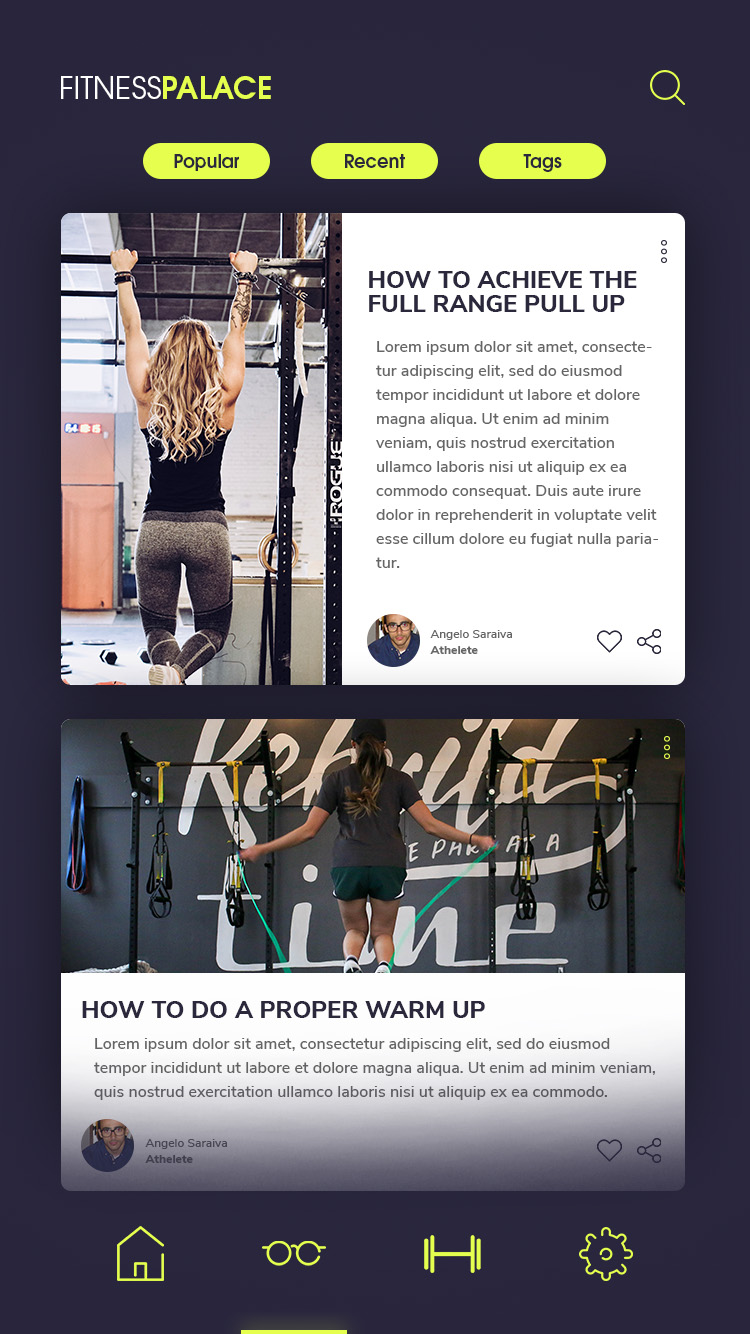 FITNESSPALACE
Popular
Recent
Tags
HOW TO ACHIEVE THE
FULL RANGE PULL UP
Lorem ipsum dolor sit amet, consecte-
tur adipiscing elit, sed do eiusmod
tempor incididunt ut labore et dolore
magna aliqua. Ut enim ad minim
veniam, quis nostrud exercitation
ullamco laboris nisi ut aliquip ex ea
commodo consequat. Duis aute irure
dolor in reprehenderit in voluptate velit
esse cillum dolore eu fugiat nulla paria-
tur.
ROGUE
Angelo Saraiva
Athelete
Rebuild
time
HOW TO DO A PROPER WARM UP
Lorem ipsum dolor sit amet, consectetur adipiscing elit, sed do eiusmod
tempor incididunt ut labore et dolore magna aliqua. Ut enim ad minim veniam,
quis nostrud exercitation ullamco laboris nisi ut aliquip ex ea commodo.
Angelo Saraiva
Athelete